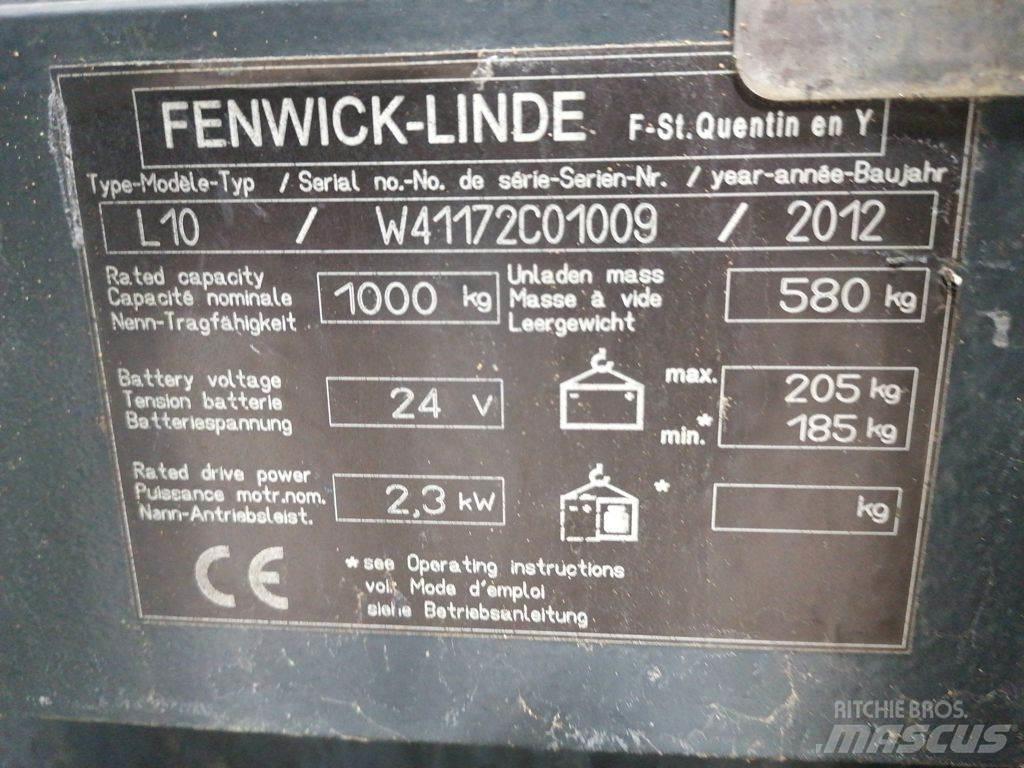 FENWICK-LINDE F-St.Quentin en Y
Type-Modèle-Typ / Serial no.-No. de série-Serien-Nr. / year-année-Baujahr
L10 / W41172C01009 / 2012
Rated capacity
Capacité nominale
Nenn-Tragfähigkeit
1000 kg
Unladen mass
Masse à vide
Leergewicht
580 kg
Battery voltage
Tension batterie
Batteriespannung
24 V
max. 205 kg
min.* 185 kg
Rated drive power
Puissance motr.nom.
Nann-Antriebsleist.
2,3 kW
* kg
CE
* see Operating instructions
voir Mode d'emploi
siehe Betriebsanleitung
RITCHIE BROS.
MASCUS